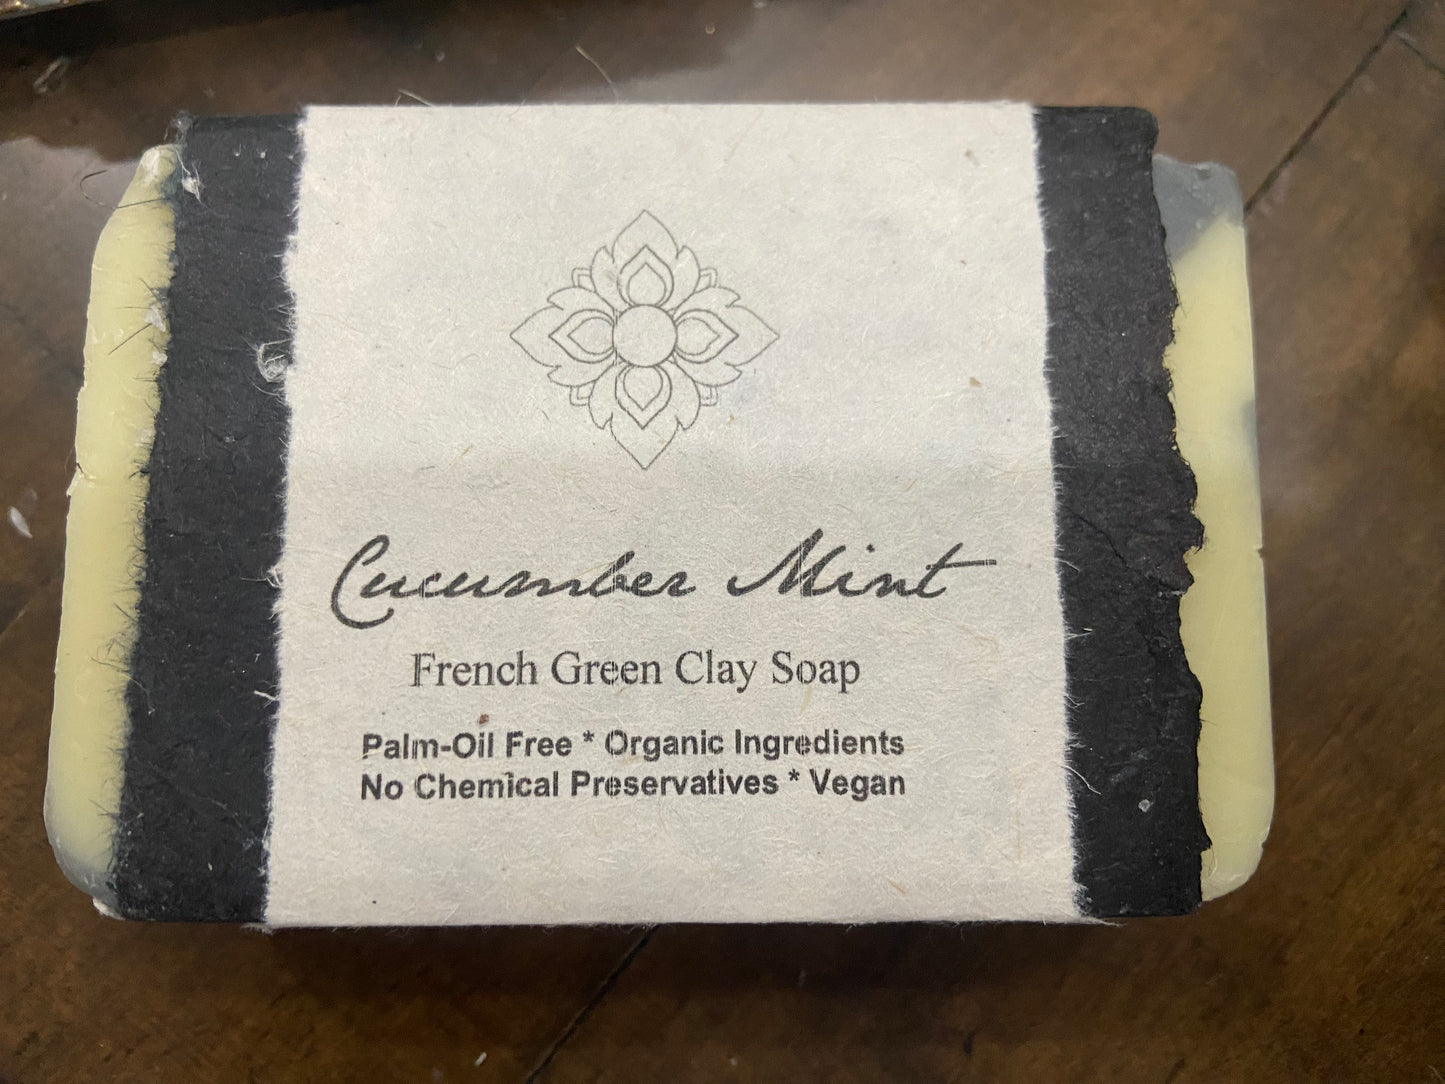 Cucumber Mint
French Green Clay Soap
Palm-Oil Free * Organic Ingredients
No Chemical Preservatives * Vegan